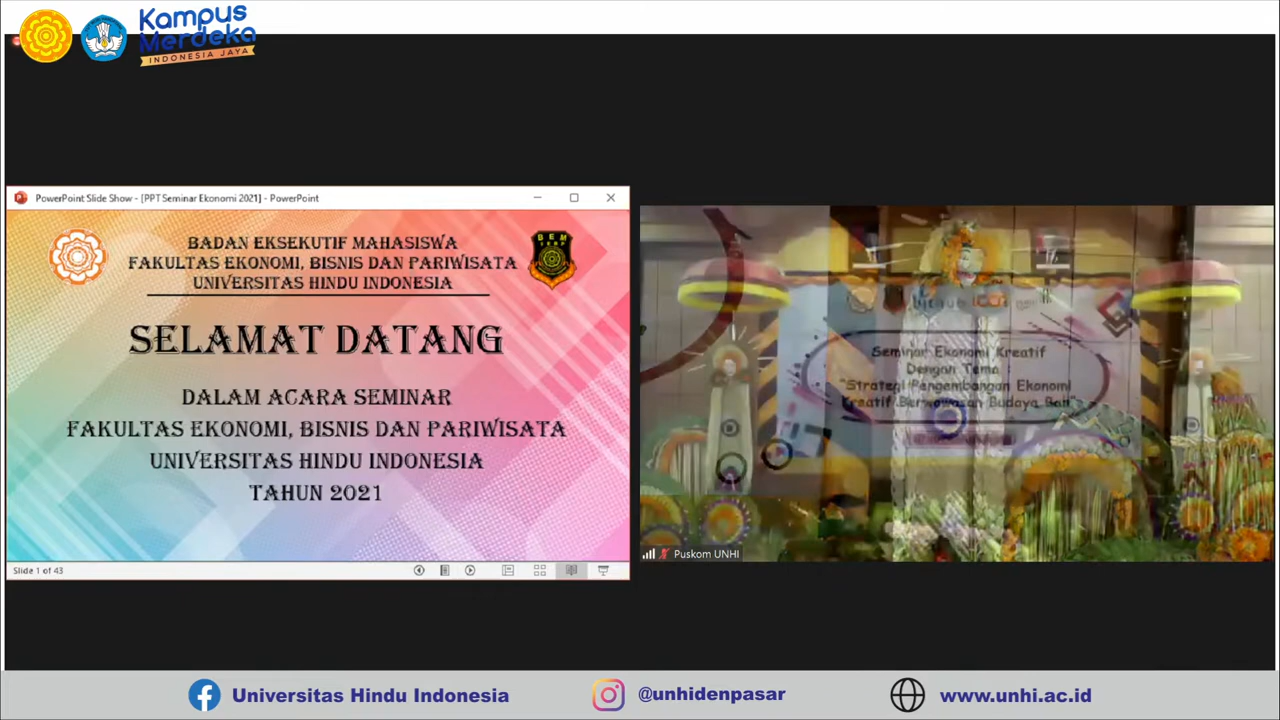 Kampus
Merdeka
INDONESIA JAYA
PowerPoint Slide Show - [PPT Seminar Ekonomi 2021] - PowerPoint
BADAN EKSEKUTIF MAHASISWA
FAKULTAS EKONOMI, BISNIS DAN PARIWISATA
UNIVERSITAS HINDU INDONESIA
BEM
SELAMAT DATANG
DALAM ACARA SEMINAR
FAKULTAS EKONOMI, BISNIS DAN PARIWISATA
UNIVERSITAS HINDU INDONESIA
TAHUN 2021
Slide 1 of 43
Seminar Ekonomi Kreatif
Dengan Tema :
"Strategi Pengembangan Ekonomi
Kreatif Berwawasan Budaya Bali"
Puskom UNHI
Universitas Hindu Indonesia
@unhidenpasar
www.unhi.ac.id